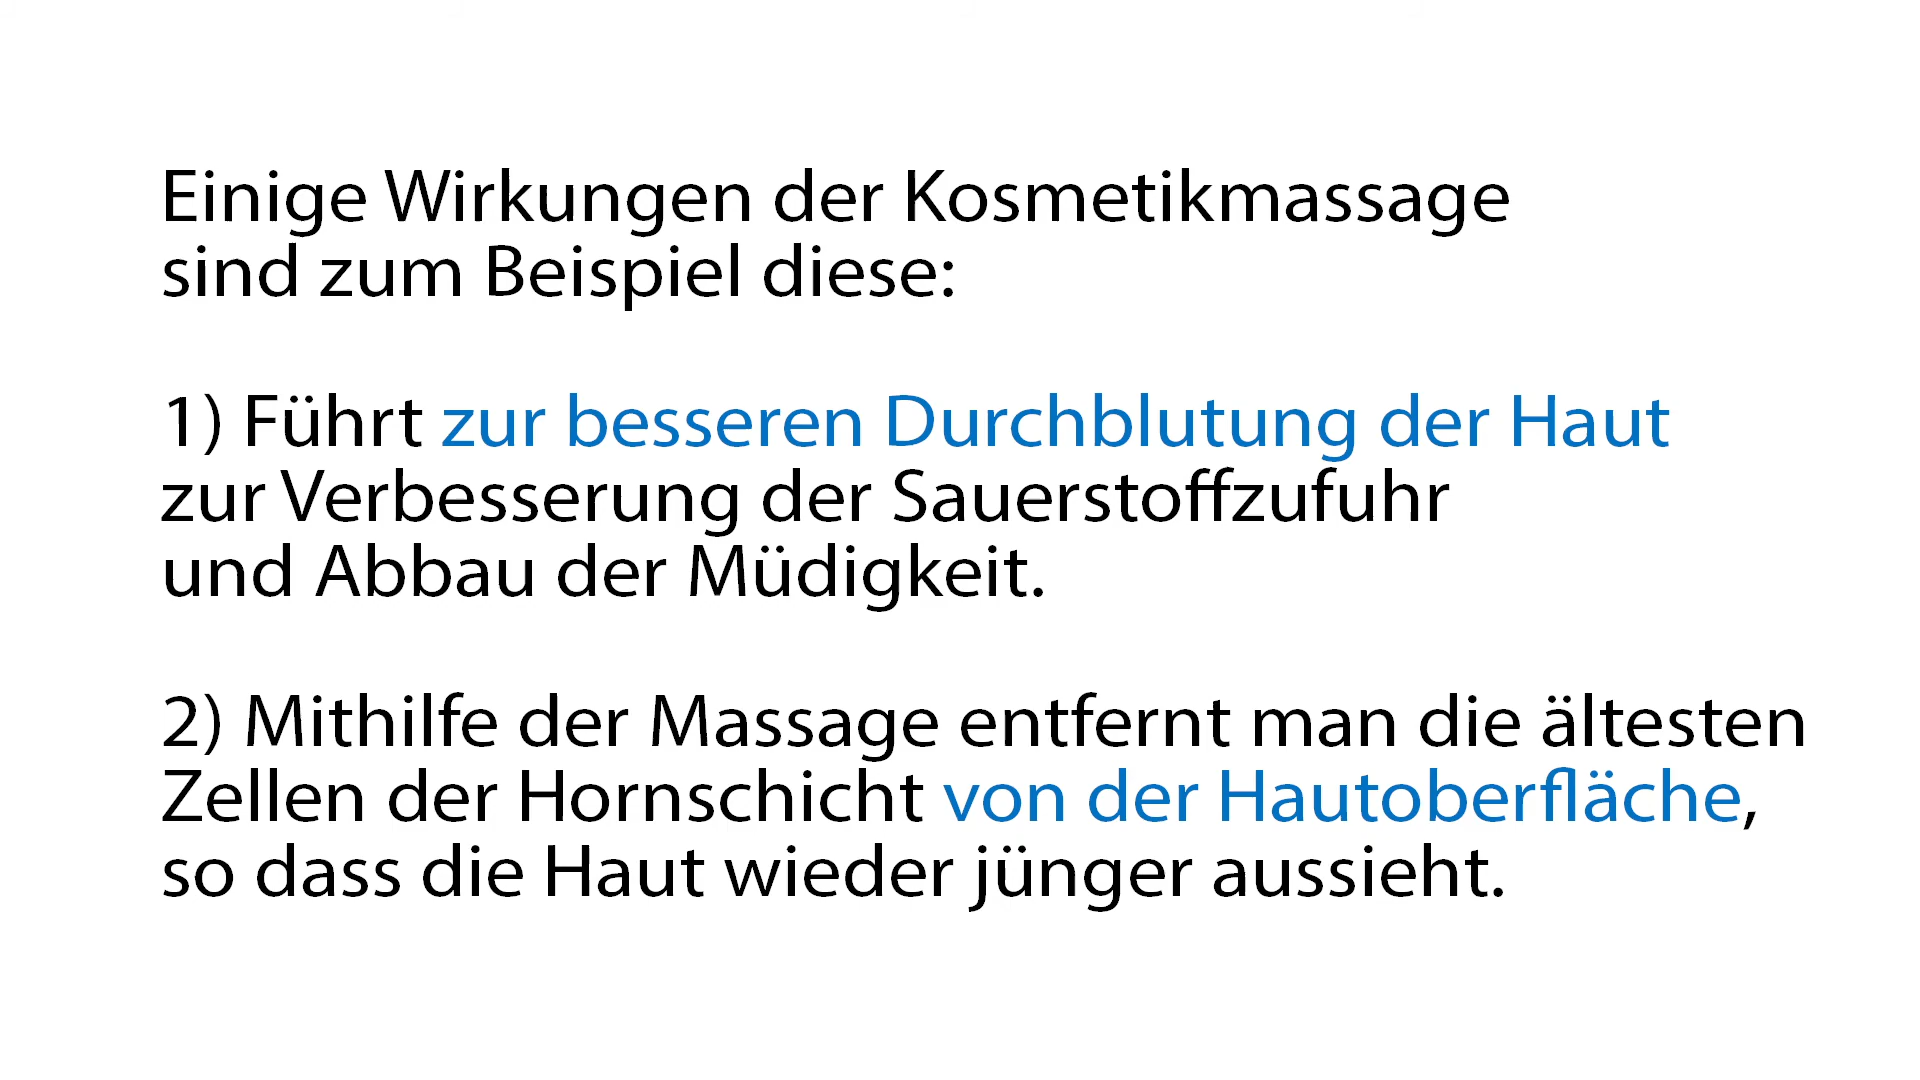 Einige Wirkungen der Kosmetikmassage
sind zum Beispiel diese:
1) Führt zur besseren Durchblutung der Haut
zur Verbesserung der Sauerstoffzufuhr
und Abbau der Müdigkeit.
2) Mithilfe der Massage entfernt man die ältesten
Zellen der Hornschicht von der Hautoberfläche,
so dass die Haut wieder jünger aussieht.